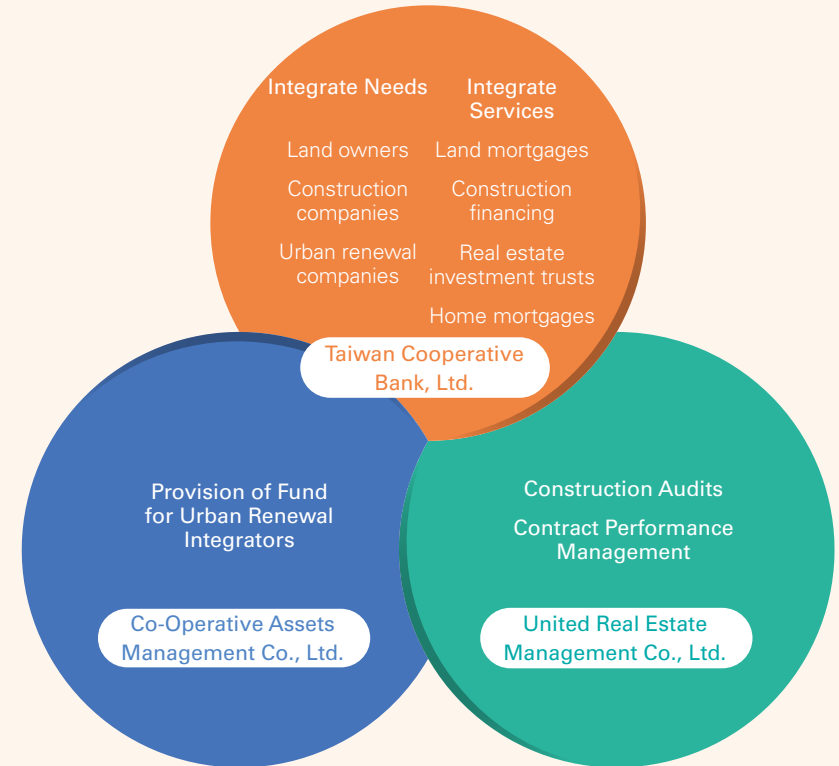 Integrate Needs
Land owners
Construction
companies
Urban renewal
companies
Integrate
Services
Land mortgages
Construction
financing
Real estate
investment trusts
Home mortgages
Taiwan Cooperative
Bank, Ltd.
Provision of Fund
for Urban Renewal
Integrators
Co-Operative Assets
Management Co., Ltd.
Construction Audits
Contract Performance
Management
United Real Estate
Management Co., Ltd.